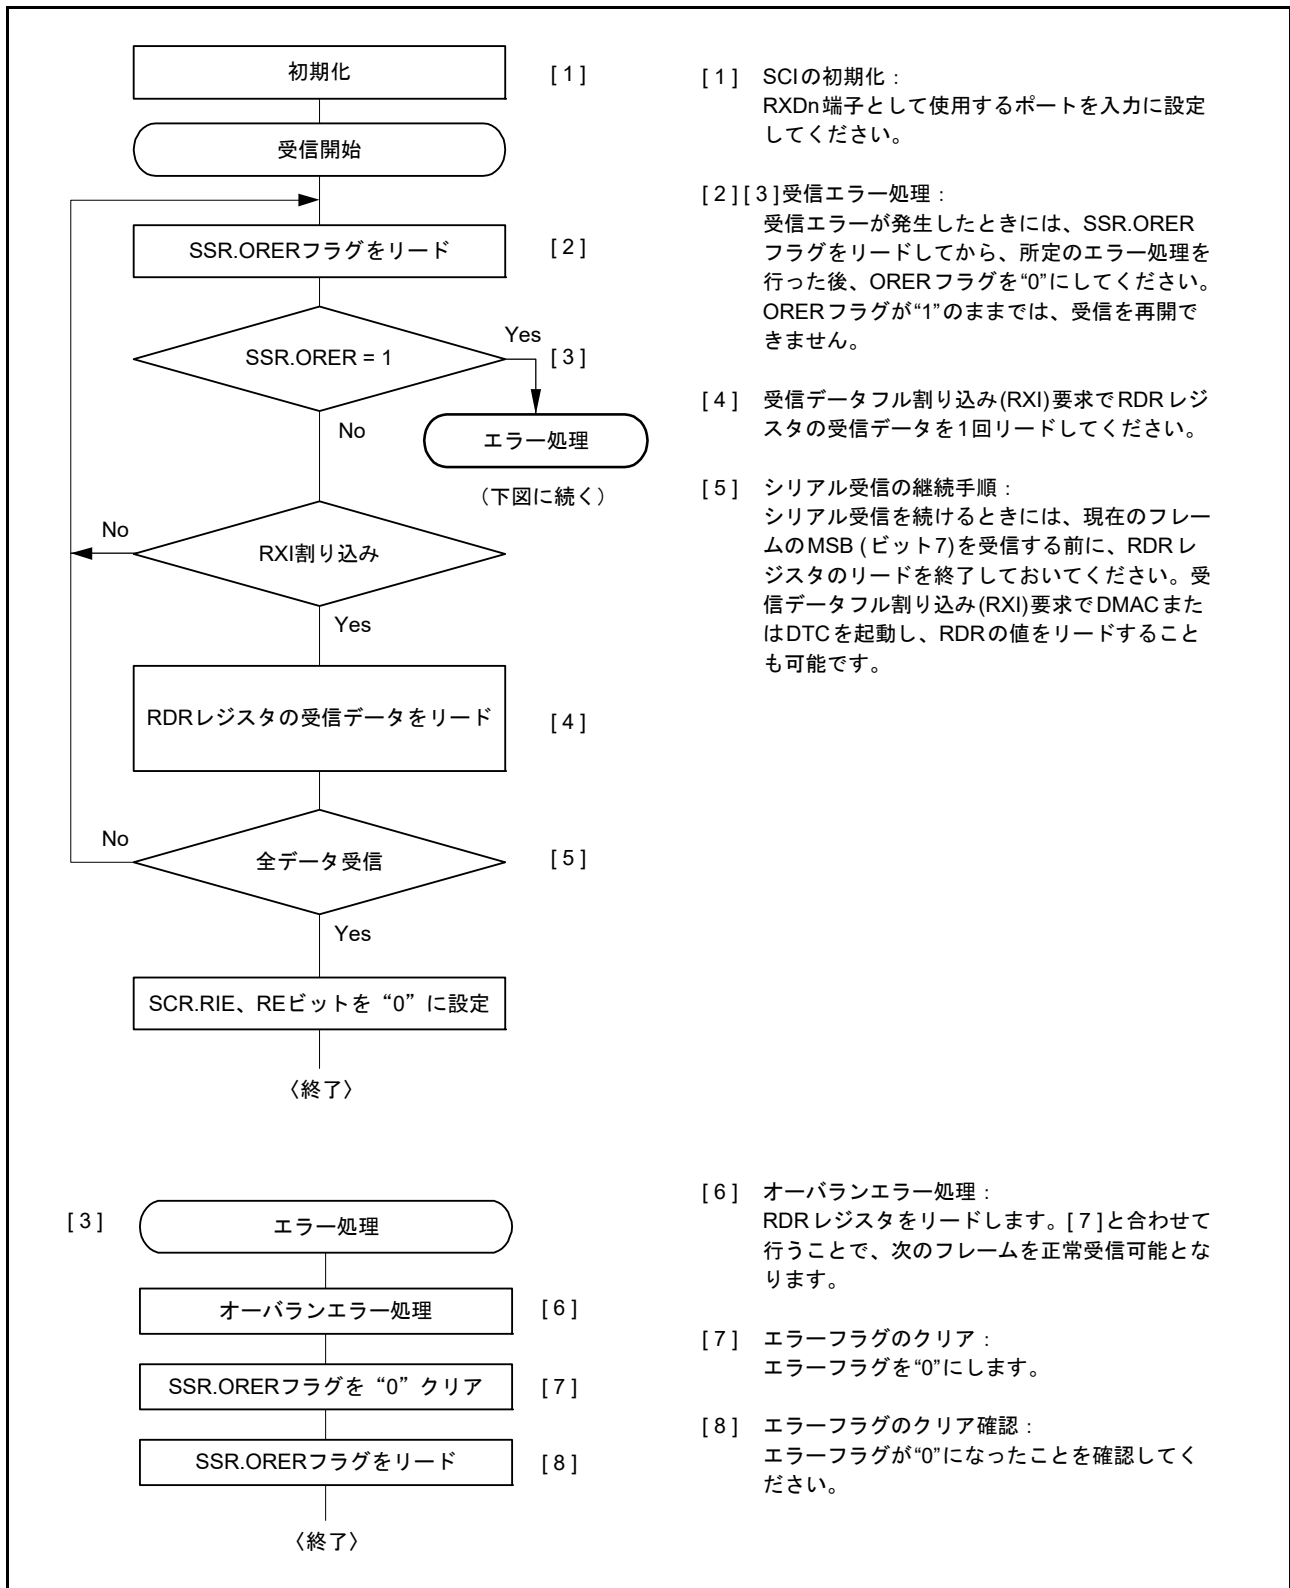 初期化
[ 1 ]
受信開始
SSR.ORERフラグをリード
[ 2 ]
SSR.ORER = 1
Yes
[ 3 ]
No
エラー処理
（下図に続く）
No
RXI割り込み
Yes
RDRレジスタの受信データをリード
[ 4 ]
No
全データ受信
[ 5 ]
Yes
SCR.RIE、REビットを“0”に設定
〈終了〉
[ 1 ] SCIの初期化：
RXDn端子として使用するポートを入力に設定
してください。
[ 2 ][ 3 ]受信エラー処理：
受信エラーが発生したときには、SSR.ORER
フラグをリードしてから、所定のエラー処理を
行った後、ORERフラグを“0”にしてください。
ORERフラグが“1”のままでは、受信を再開で
きません。
[ 4 ] 受信データフル割り込み(RXI)要求でRDRレジ
スタの受信データを1回リードしてください。
[ 5 ] シリアル受信の継続手順：
シリアル受信を続けるときには、現在のフレー
ムのMSB (ビット7)を受信する前に、RDRレ
ジスタのリードを終了しておいてください。受
信データフル割り込み(RXI)要求でDMACまた
はDTCを起動し、RDRの値をリードすること
も可能です。
[ 3 ]
エラー処理
オーバランエラー処理
[ 6 ]
SSR.ORERフラグを“0”クリア
[ 7 ]
SSR.ORERフラグをリード
[ 8 ]
〈終了〉
[ 6 ] オーバランエラー処理：
RDRレジスタをリードします。[ 7 ]と合わせて
行うことで、次のフレームを正常受信可能とな
ります。
[ 7 ] エラーフラグのクリア：
エラーフラグを“0”にします。
[ 8 ] エラーフラグのクリア確認：
エラーフラグが“0”になったことを確認してく
ださい。